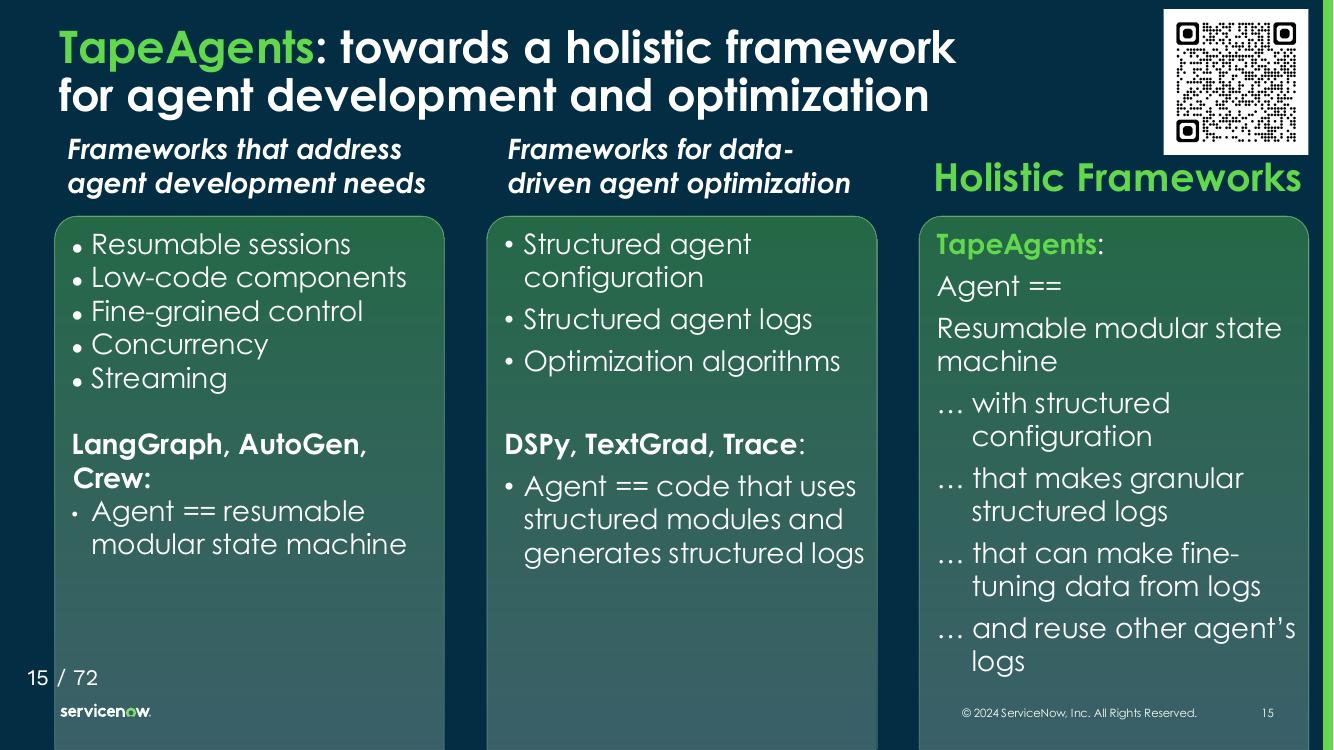 TapeAgents: towards a holistic framework
for agent development and optimization
Frameworks that address
agent development needs
● Resumable sessions
● Low-code components
● Fine-grained control
● Concurrency
● Streaming
LangGraph, AutoGen,
Crew:
• Agent == resumable
modular state machine
Frameworks for data-
driven agent optimization
• Structured agent
configuration
• Structured agent logs
• Optimization algorithms
DSPy, TextGrad, Trace:
• Agent == code that uses
structured modules and
generates structured logs
Holistic Frameworks
TapeAgents:
Agent ==
Resumable modular state
machine
… with structured
configuration
… that makes granular
structured logs
… that can make fine-
tuning data from logs
… and reuse other agent’s
logs
15 / 72
servicenow.
© 2024 ServiceNow, Inc. All Rights Reserved.
15